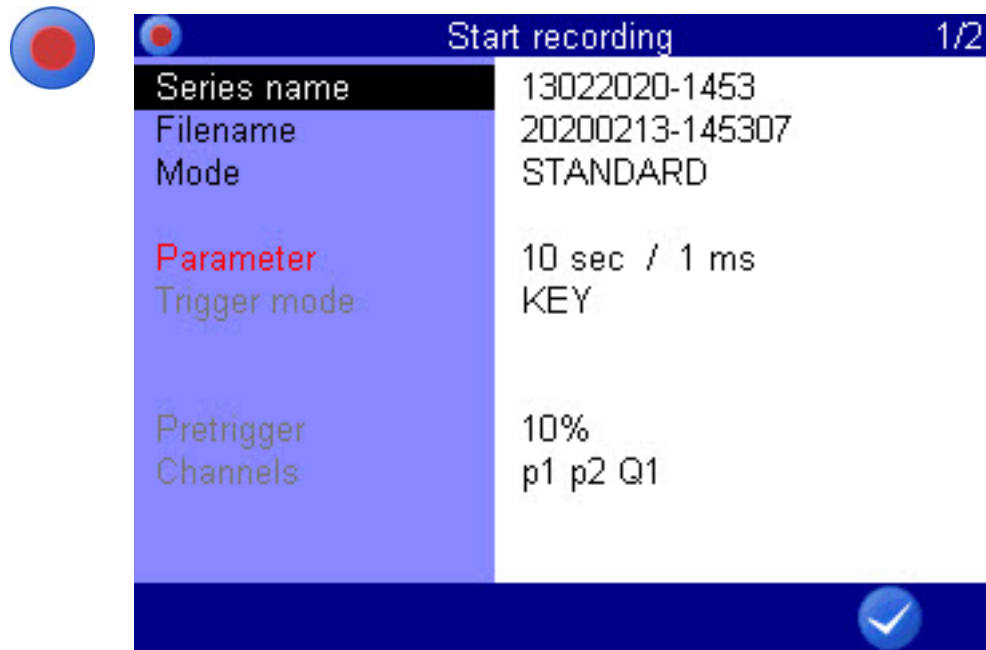 Start recording 1/2
Series name 13022020-1453
Filename 20200213-145307
Mode STANDARD
Parameter 10 sec / 1 ms
Trigger mode KEY
Pretrigger 10%
Channels p1 p2 Q1